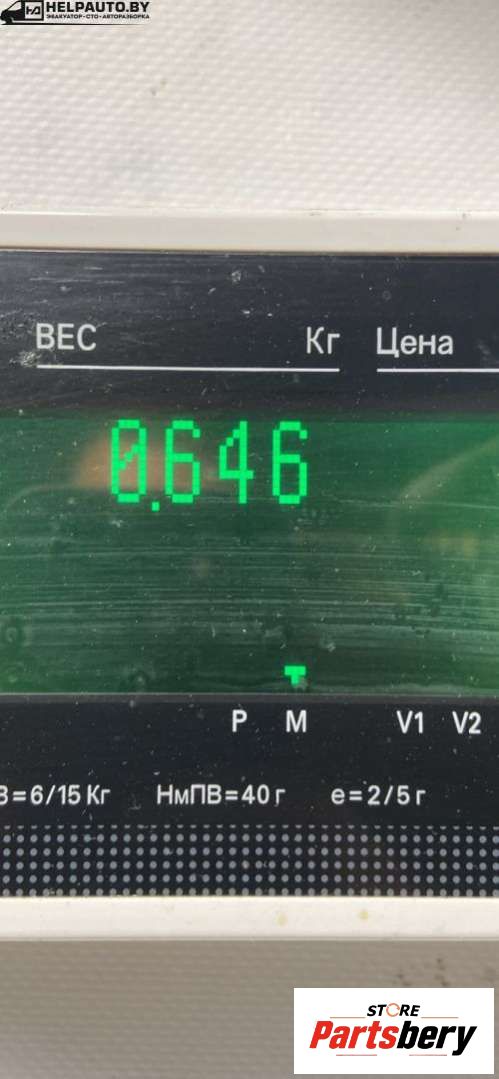 HELPAUTO.BY
ЭВАКУАТОР·СТО·АВТОРАЗБОРКА
ВЕС Кг Цена
0.646
P M V1 V2
В=6/15 Кг НмПВ=40 г e=2/5 г
STORE
Partsbery